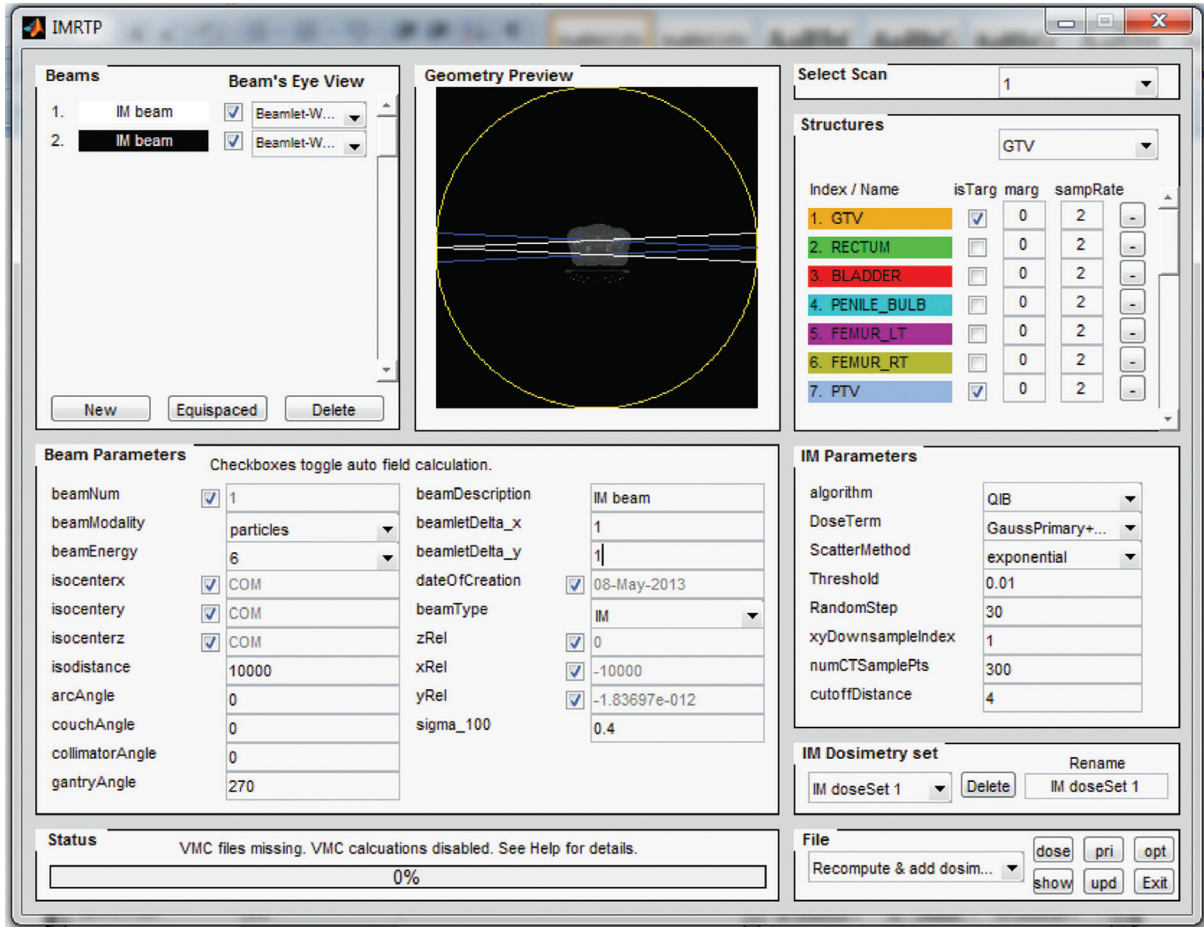 IMRTP
Beams
Beam's Eye View
1. IM beam Beamlet-W...
2. IM beam Beamlet-W...
New Equispaced Delete
Geometry Preview
Select Scan
1
Structures
GTV
Index / Name isTarg marg sampRate
1. GTV 0 2 -
2. RECTUM 0 2 -
3. BLADDER 0 2 -
4. PENILE_BULB 0 2 -
5. FEMUR_LT 0 2 -
6. FEMUR_RT 0 2 -
7. PTV 0 2 -
Beam Parameters
Checkboxes toggle auto field calculation.
beamNum 1
beamModality particles
beamEnergy 6
isocenterx COM
isocentery COM
isocenterz COM
isodistance 10000
arcAngle 0
couchAngle 0
collimatorAngle 0
gantryAngle 270
beamDescription IM beam
beamletDelta_x 1
beamletDelta_y 1
dateOfCreation 08-May-2013
beamType IM
zRel 0
xRel -10000
yRel -1.83697e-012
sigma_100 0.4
IM Parameters
algorithm QIB
DoseTerm GaussPrimary+...
ScatterMethod exponential
Threshold 0.01
RandomStep 30
xyDownsampleIndex 1
numCTSamplePts 300
cutoffDistance 4
IM Dosimetry set
Rename
IM doseSet 1 Delete IM doseSet 1
Status
VMC files missing. VMC calcuations disabled. See Help for details.
0%
File
Recompute & add dosim...
dose pri opt
show upd Exit